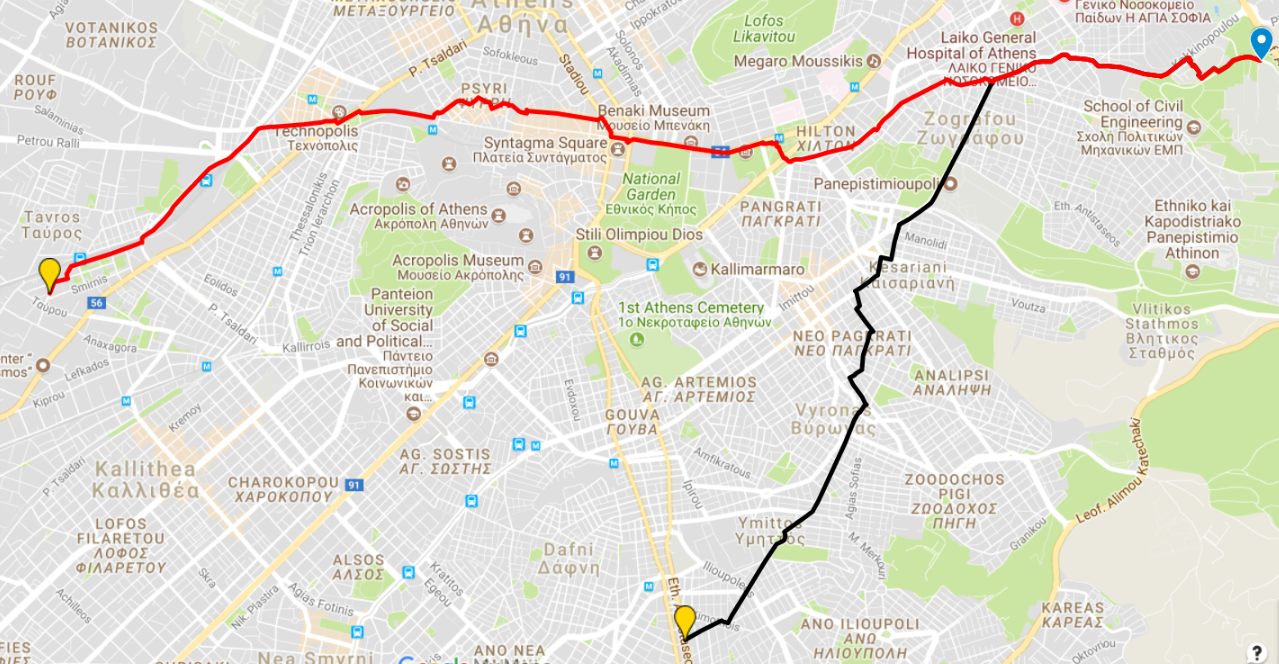 Γενικό Νοσοκομείο
Παίδων Η ΑΓΙΑ ΣΟΦΙΑ
ΜΕΤΑΞΟΥΡΓΕΙΟ
Αθήνα
VOTANIKOS
ΒΟΤΑΝΙΚΟΣ
P. Tsaldari
Sofokleous
Stadiou
Solonos
Akadimias
Ippokratous
Lofos
Likavitou
Megaro Moussikis
Laiko General
Hospital of Athens
ΛΑΙΚΟ ΓΕΝΙΚΟ
ΝΟΣΟΚΟΜΕΙΟ...
ROUF
ΡΟΥΦ
Salaminias
Petrou Ralli
PSYRI
Technopolis
Τεχνόπολις
Benaki Museum
Μουσείο Μπενάκη
Syntagma Square
Πλατεία Συντάγματος
HILTON
ΧΙΛΤΟΝ
Zografou
Ζωγράφου
School of Civil
Engineering
Σχολή Πολιτικών
Μηχανικών ΕΜΠ
National
Garden
Εθνικός Κήπος
Panepistimioupoli
Tavros
Ταύρος
Thessalonikis
Trion Ierarchon
Acropolis of Athens
Ακρόπολη Αθηνών
PANGRATI
ΠΑΓΚΡΑΤΙ
Eth. Antistaseos
Ethniko kai
Kapodistriako
Panepistimio
Athinon
Stili Olimpiou Dios
Manolidi
Acropolis Museum
Μουσείο Ακρόπολης
91
Kallimarmaro
Kesariani
Καισαριανή
Smirnis
Ταύρου
56
Eolidos
P. Tsaldari
Panteion
University
of Social
and Political...
Πάντειο
Πανεπιστήμιο
Κοινωνικών
και...
1st Athens Cemetery
1ο Νεκροταφείο Αθηνών
Imittou
Voutza
Vlitikos
Stathmos
Βλητικος
Σταθμός
Anaxagora
Kallirrois
NEO PAGKRATI
ΝΕΟ ΠΑΓΚΡΑΤΙ
Lefkados
Kiprou
Kremoy
Evdoxou
AG. ARTEMIOS
ΑΓ. ΑΡΤΕΜΙΟΣ
ANALIPSI
ΑΝΑΛΗΨΗ
GOUVA
ΓΟΥΒΑ
Vyronas
Βύρωνας
Leof. Alimou Katechaki
AG. SOSTIS
ΑΓ. ΣΩΣΤΗΣ
Amfikratous
Agias Sofias
P. Tsaldari
Kallithea
Καλλιθέα
CHAROKOPOU
ΧΑΡΟΚΟΠΟΥ
91
Ipirou
ZOODOCHOS
PIGI
ΖΩΟΔΟΧΟΣ
ΠΗΓΗ
LOFOS
FILARETOU
ΛΟΦΟΣ
ΦΙΛΑΡΕΤΟΥ
Ymittos
Υμηττός
Granikou
M. Merkouri
ALSOS
ΑΛΣΟΣ
Dafni
Δάφνη
Ilioupoleos
Skra
Nik. Plastira
Agias Fotinis
Kratitos
Egeou
Achilleos
KAREAS
ΚΑΡΕΑΣ
ANO ILIOUPOLI
ΑΝΩ
ΗΛΙΟΥΠΟΛΗ
Oktovriou
ANO NEA
Nea Smyrni
?